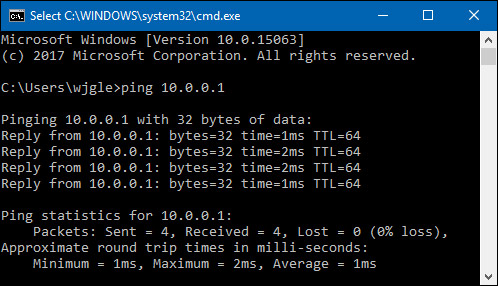 Select C:\WINDOWS\system32\cmd.exe
Microsoft Windows [Version 10.0.15063]
(c) 2017 Microsoft Corporation. All rights reserved.
C:\Users\wjgle>ping 10.0.0.1
Pinging 10.0.0.1 with 32 bytes of data:
Reply from 10.0.0.1: bytes=32 time=1ms TTL=64
Reply from 10.0.0.1: bytes=32 time=2ms TTL=64
Reply from 10.0.0.1: bytes=32 time=2ms TTL=64
Reply from 10.0.0.1: bytes=32 time=1ms TTL=64
Ping statistics for 10.0.0.1:
    Packets: Sent = 4, Received = 4, Lost = 0 (0% loss),
Approximate round trip times in milli-seconds:
    Minimum = 1ms, Maximum = 2ms, Average = 1ms